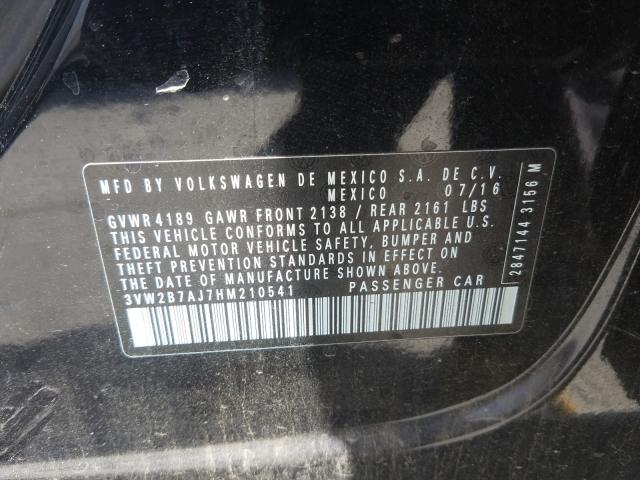 MFD BY VOLKSWAGEN DE MEXICO S.A. DE C.V.
MEXICO 07/16
GVWR 4189 GAWR FRONT 2138 / REAR 2161 LBS
THIS VEHICLE CONFORMS TO ALL APPLICABLE U.S.
FEDERAL MOTOR VEHICLE SAFETY, BUMPER AND
THEFT PREVENTION STANDARDS IN EFFECT ON
THE DATE OF MANUFACTURE SHOWN ABOVE.
3VW2B7AJ7HM210541 PASSENGER CAR
2847144 3156 M